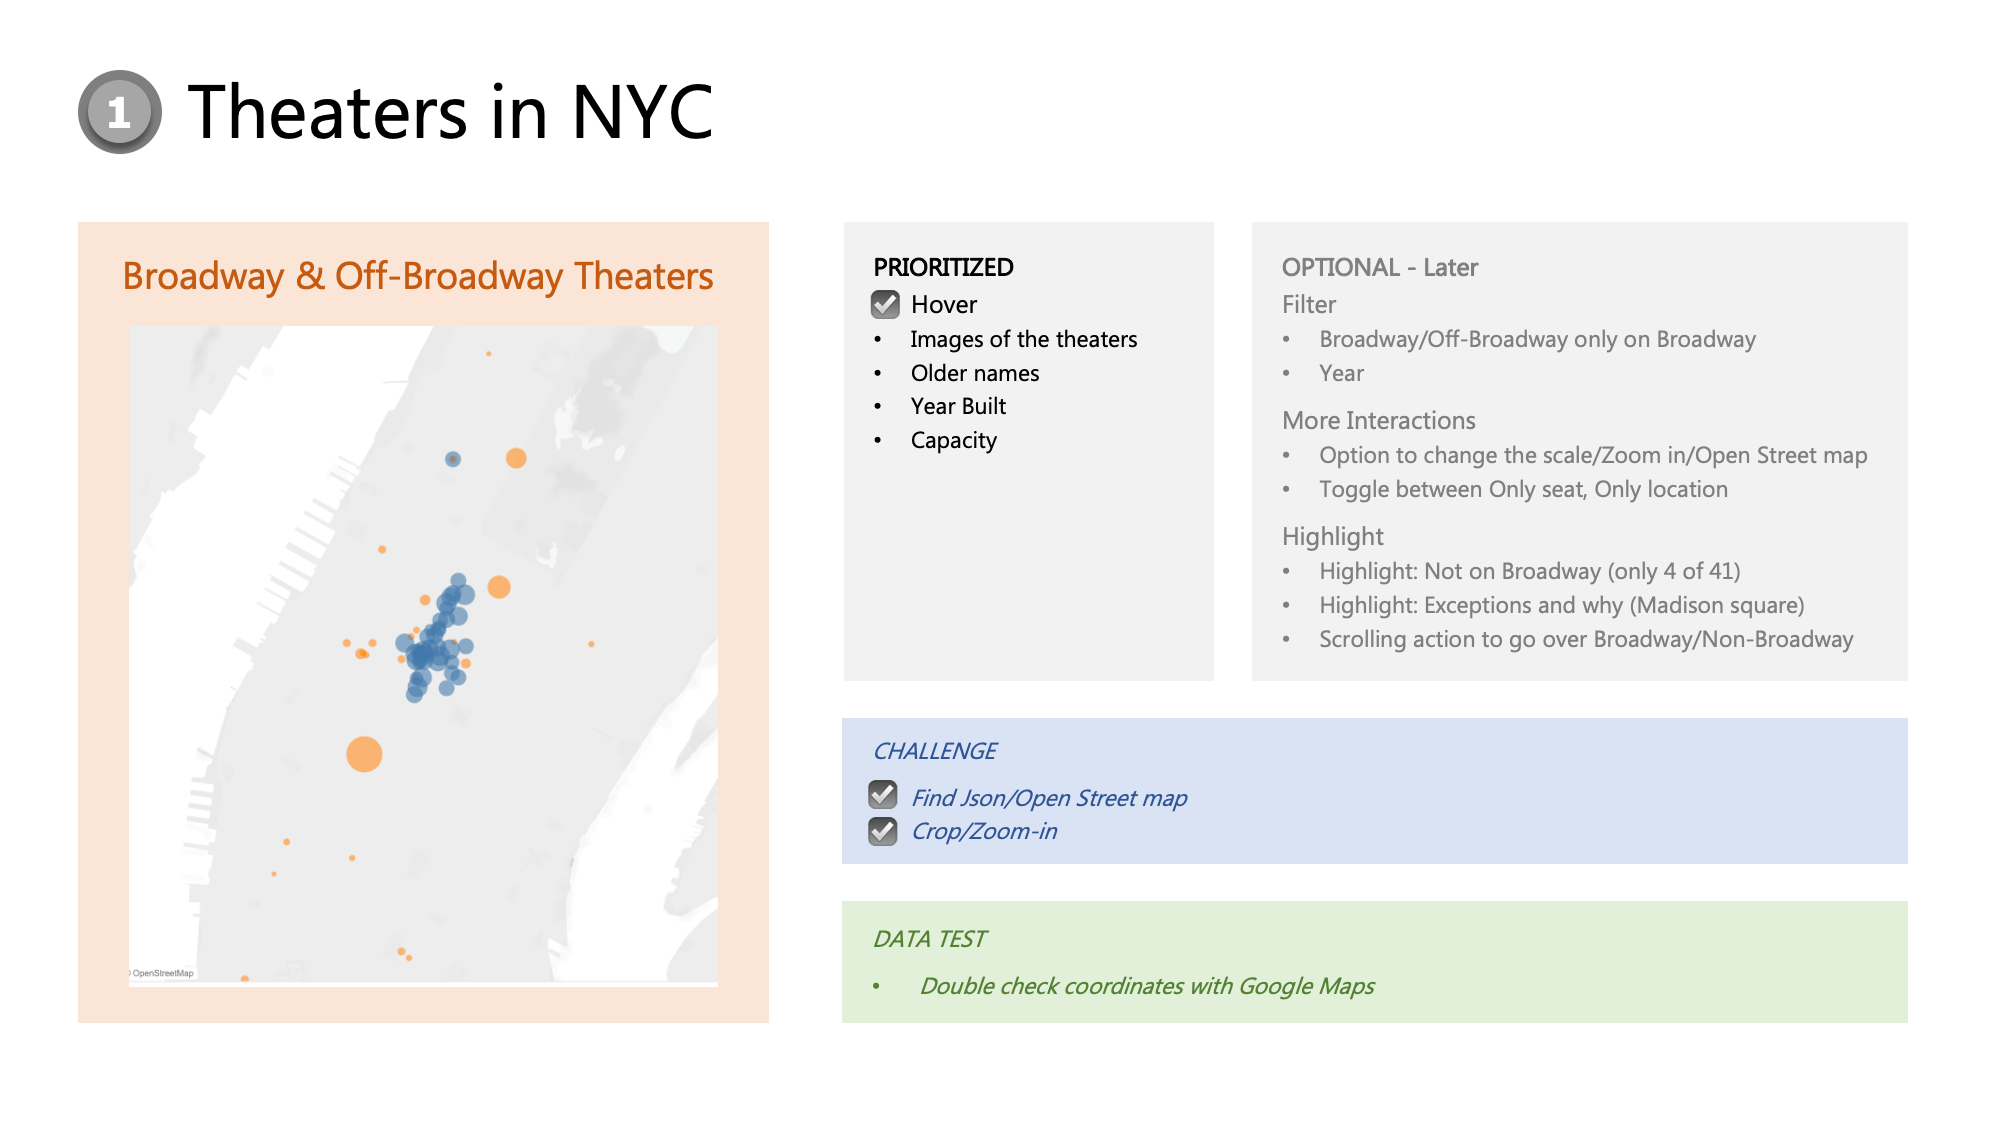 1 Theaters in NYC
Broadway & Off-Broadway Theaters
OpenStreetMap
PRIORITIZED
Hover
• Images of the theaters
• Older names
• Year Built
• Capacity
OPTIONAL - Later
Filter
• Broadway/Off-Broadway only on Broadway
• Year
More Interactions
• Option to change the scale/Zoom in/Open Street map
• Toggle between Only seat, Only location
Highlight
• Highlight: Not on Broadway (only 4 of 41)
• Highlight: Exceptions and why (Madison square)
• Scrolling action to go over Broadway/Non-Broadway
CHALLENGE
Find Json/Open Street map
Crop/Zoom-in
DATA TEST
• Double check coordinates with Google Maps